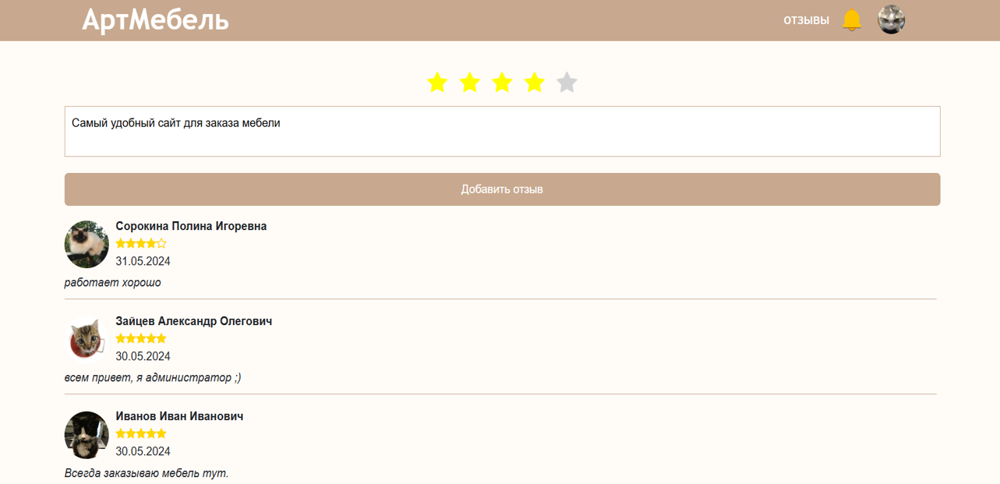 АртМебель
ОТЗЫВЫ
Самый удобный сайт для заказа мебели
Добавить отзыв
Сорокина Полина Игоревна
31.05.2024
работает хорошо
Зайцев Александр Олегович
30.05.2024
всем привет, я администратор ;)
Иванов Иван Иванович
30.05.2024
Всегда заказываю мебель тут.